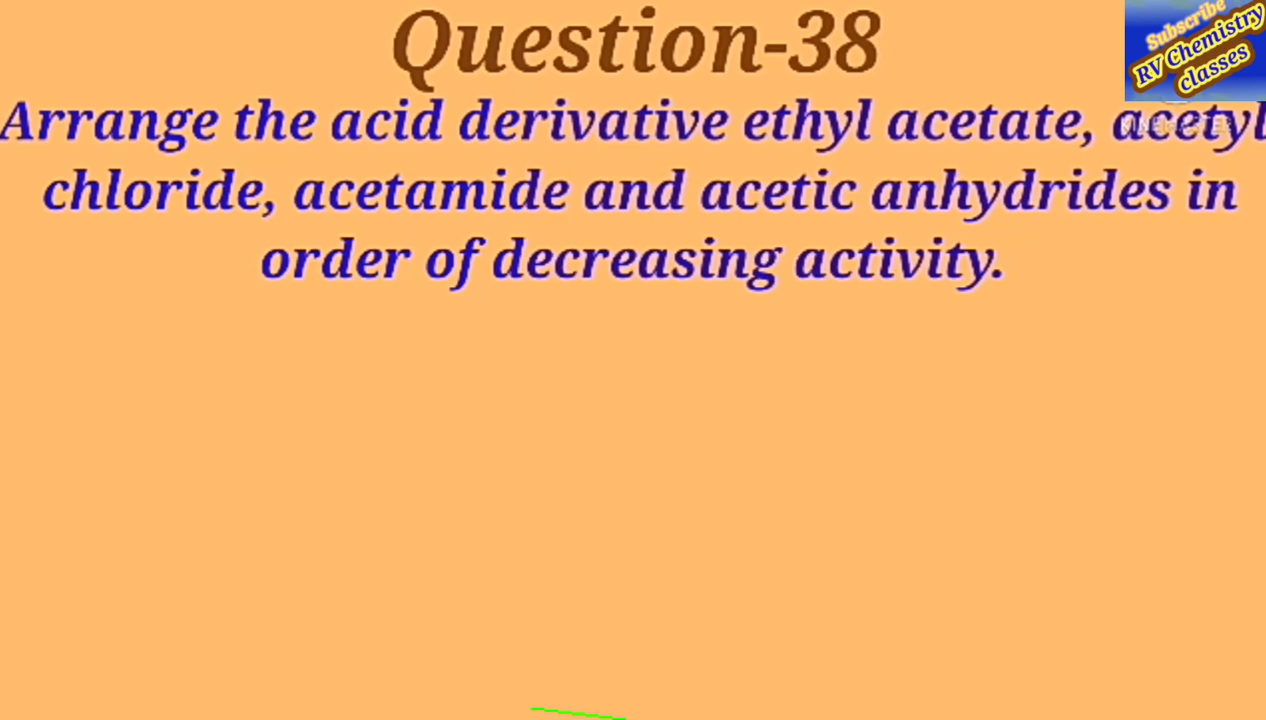 Question-38
Subscribe
RV Chemistry
classes
Arrange the acid derivative ethyl acetate, acetyl
KINEMASTER
chloride, acetamide and acetic anhydrides in
order of decreasing activity.